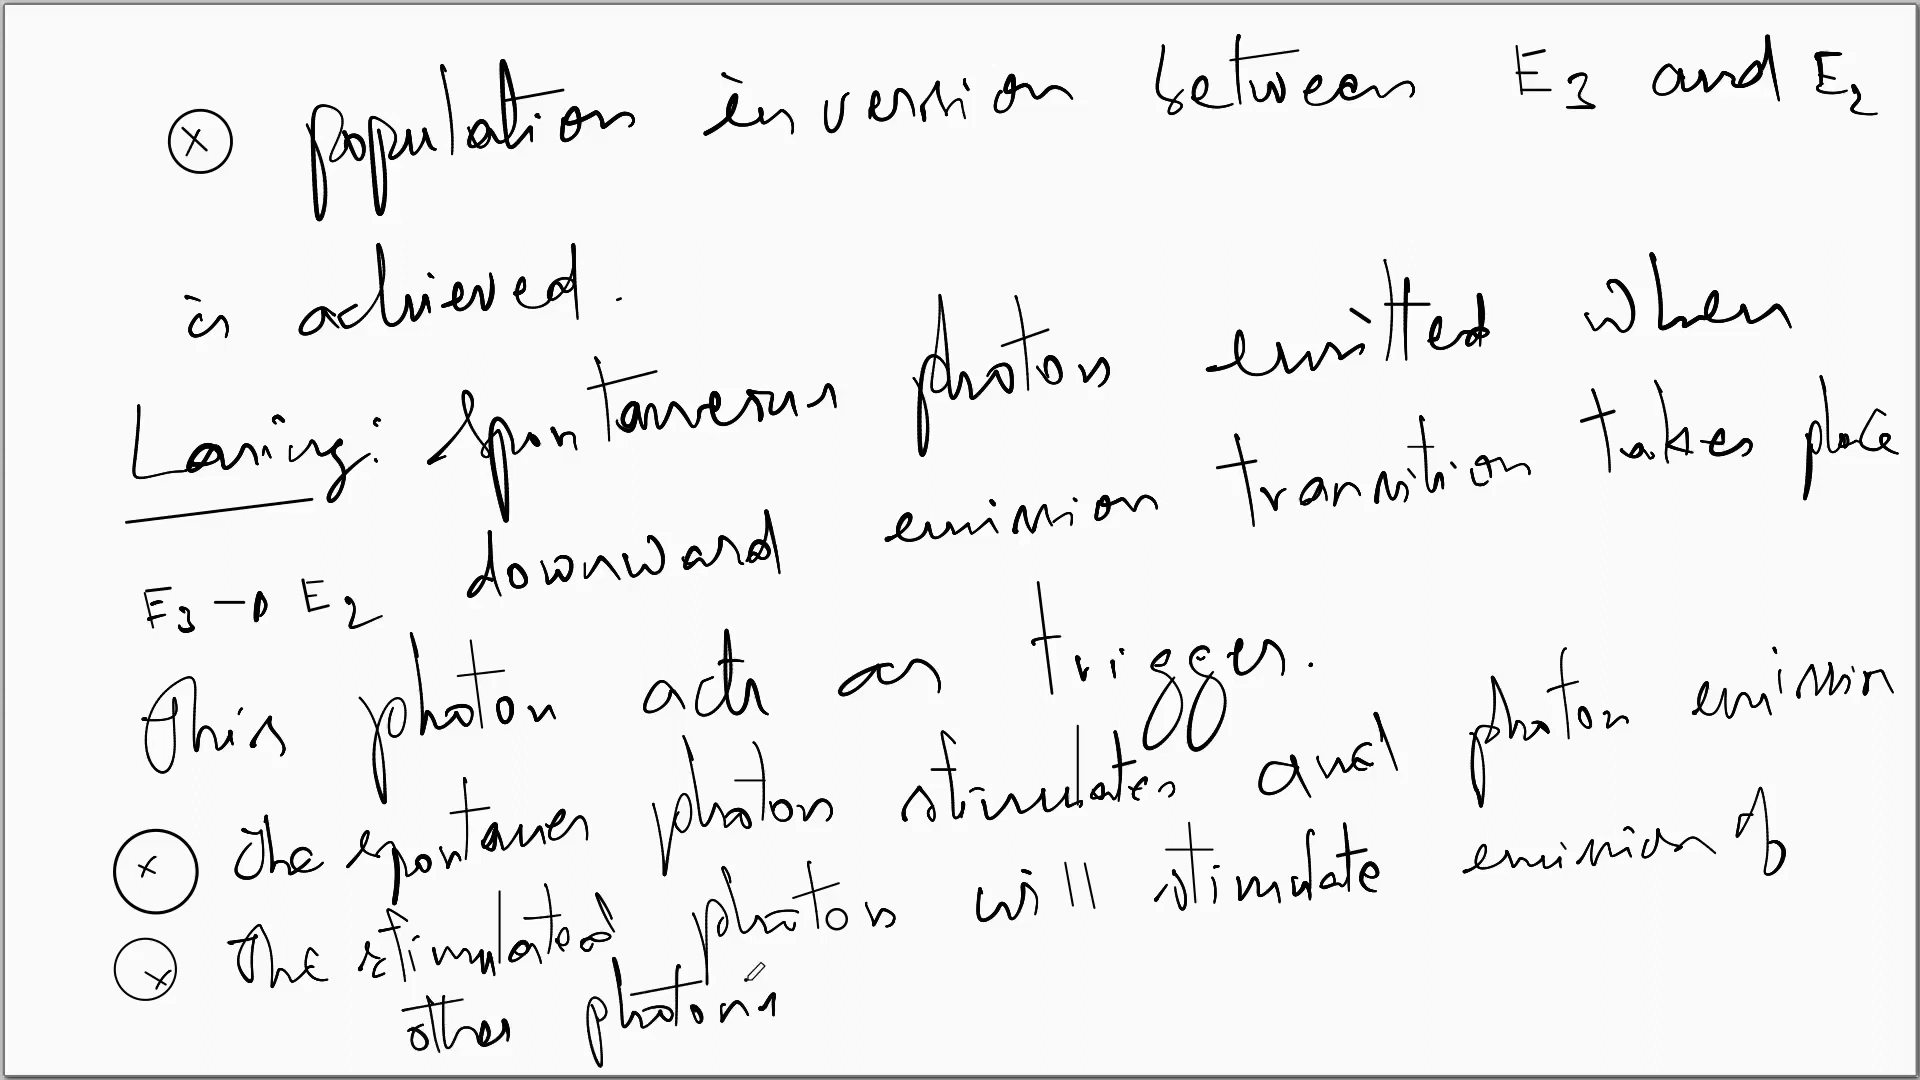 ⓧ population inversion between E3 and E2
is achieved.
Lasing: Spontaneous photon emitted when
E3 → E2 downward emission transition takes place
This photon acts as trigger.
ⓧ The spontaneous photon stimulates photon emission
ⓧ The stimulated photon will stimulate emission of
other photons